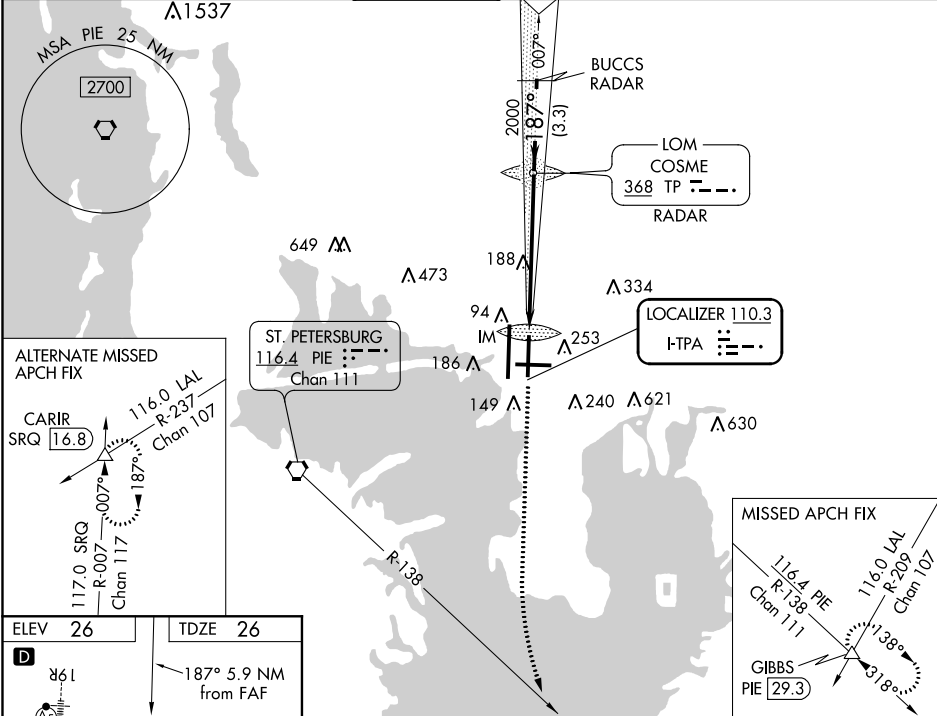 1537
MSA PIE 25 NM
2700
007°
BUCCS
RADAR
2000
187°
(3.3)
LOM
COSME
368 TP
RADAR
649
473
188
334
94
IM
253
LOCALIZER 110.3
I-TPA
ST. PETERSBURG
116.4 PIE
Chan 111
186
149
240
621
630
R-138
ALTERNATE MISSED
APCH FIX
CARIR
SRQ 16.8
116.0 LAL
R-237
Chan 107
007°
187°
117.0 SRQ
R-007
Chan 117
MISSED APCH FIX
116.4 PIE
R-138
Chan 111
116.0 LAL
R-209
Chan 107
138°
318°
GIBBS
PIE 29.3
ELEV 26
TDZE 26
D
187° 5.9 NM
from FAF
19R